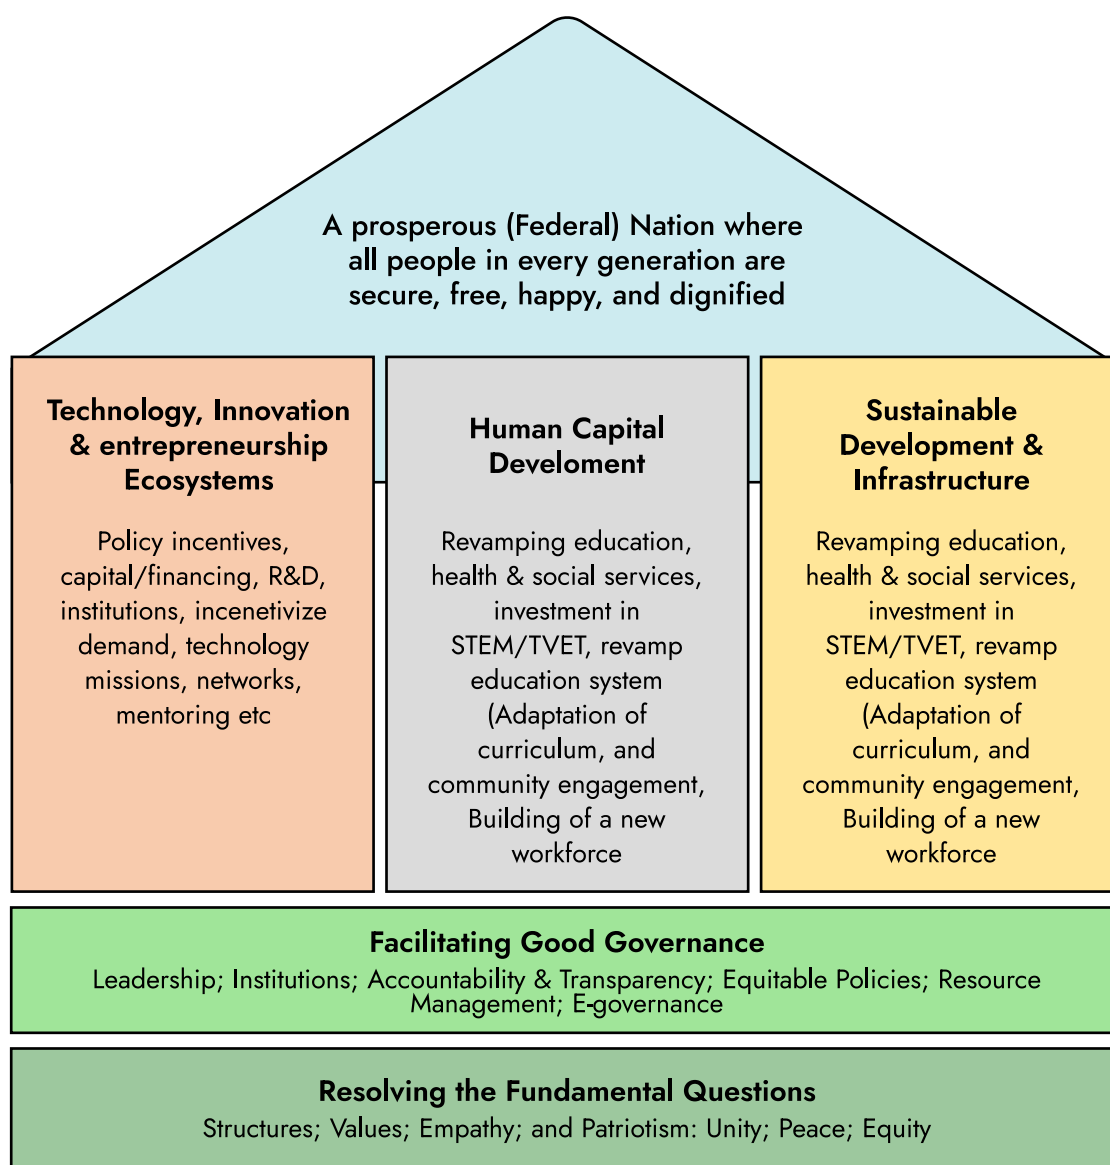 A prosperous (Federal) Nation where
all people in every generation are
secure, free, happy, and dignified
Technology, Innovation
& entrepreneurship
Ecosystems
Policy incentives,
capital/financing, R&D,
institutions, incenetivize
demand, technology
missions, networks,
mentoring etc
Human Capital
Develoment
Revamping education,
health & social services,
investment in
STEM/TVET, revamp
education system
(Adaptation of
curriculum, and
community engagement,
Building of a new
workforce
Sustainable
Development &
Infrastructure
Revamping education,
health & social services,
investment in
STEM/TVET, revamp
education system
(Adaptation of
curriculum, and
community engagement,
Building of a new
workforce
Facilitating Good Governance
Leadership; Institutions; Accountability & Transparency; Equitable Policies; Resource
Management; E-governance
Resolving the Fundamental Questions
Structures; Values; Empathy; and Patriotism: Unity; Peace; Equity